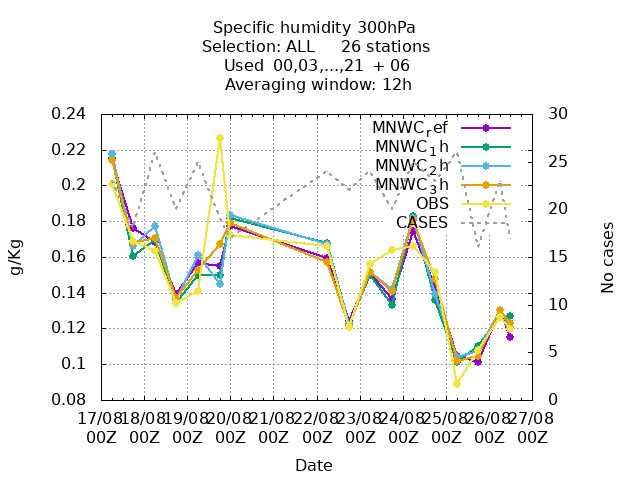 Specific humidity 300hPa
Selection: ALL     26 stations
Used  00,03,...,21  + 06
Averaging window: 12h
0.24
0.22
0.2
0.18
0.16
0.14
0.12
0.1
0.08
g/Kg
MNWCref
MNWC1h
MNWC2h
MNWC3h
OBS
CASES
30
25
20
15
10
5
0
No cases
17/08 18/08 19/08 20/08 21/08 22/08 23/08 24/08 25/08 26/08 27/08
00Z 00Z 00Z 00Z 00Z 00Z 00Z 00Z 00Z 00Z 00Z
Date